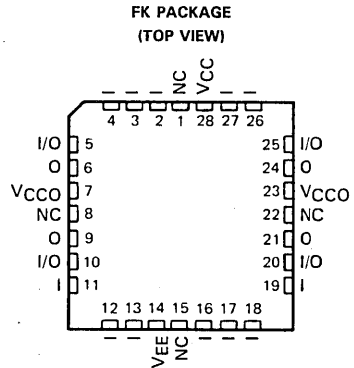 FK PACKAGE
(TOP VIEW)
I I I NC VCC I I
4 3 2 1 28 27 26
I/O 5 25 I/O
O 6 24 O
VCCO 7 23 VCCO
NC 8 22 NC
O 9 21 O
I/O 10 20 I/O
I 11 19 I
12 13 14 15 16 17 18
I I VEE NC I I I